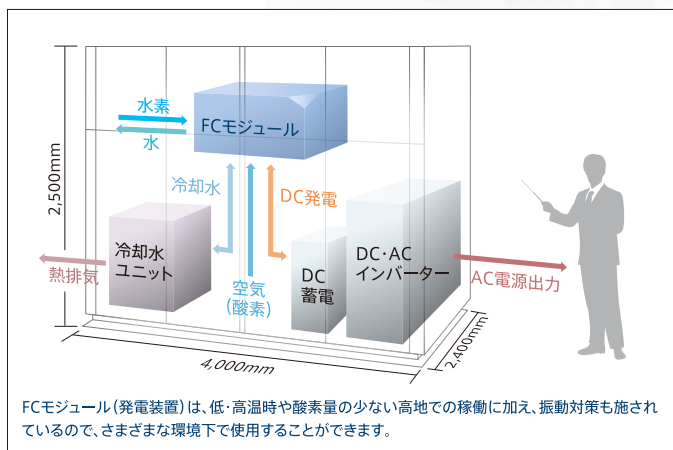 水素
FCモジュール
水
2,500mm
冷却水
DC発電
冷却水
ユニット
熱排気
空気
(酸素)
DC
蓄電
DC・AC
インバーター
AC電源出力
4,000mm
2,400mm
FCモジュール(発電装置)は、低・高温時や酸素量の少ない高地での稼働に加え、振動対策も施され
ているので、さまざまな環境下で使用することができます。